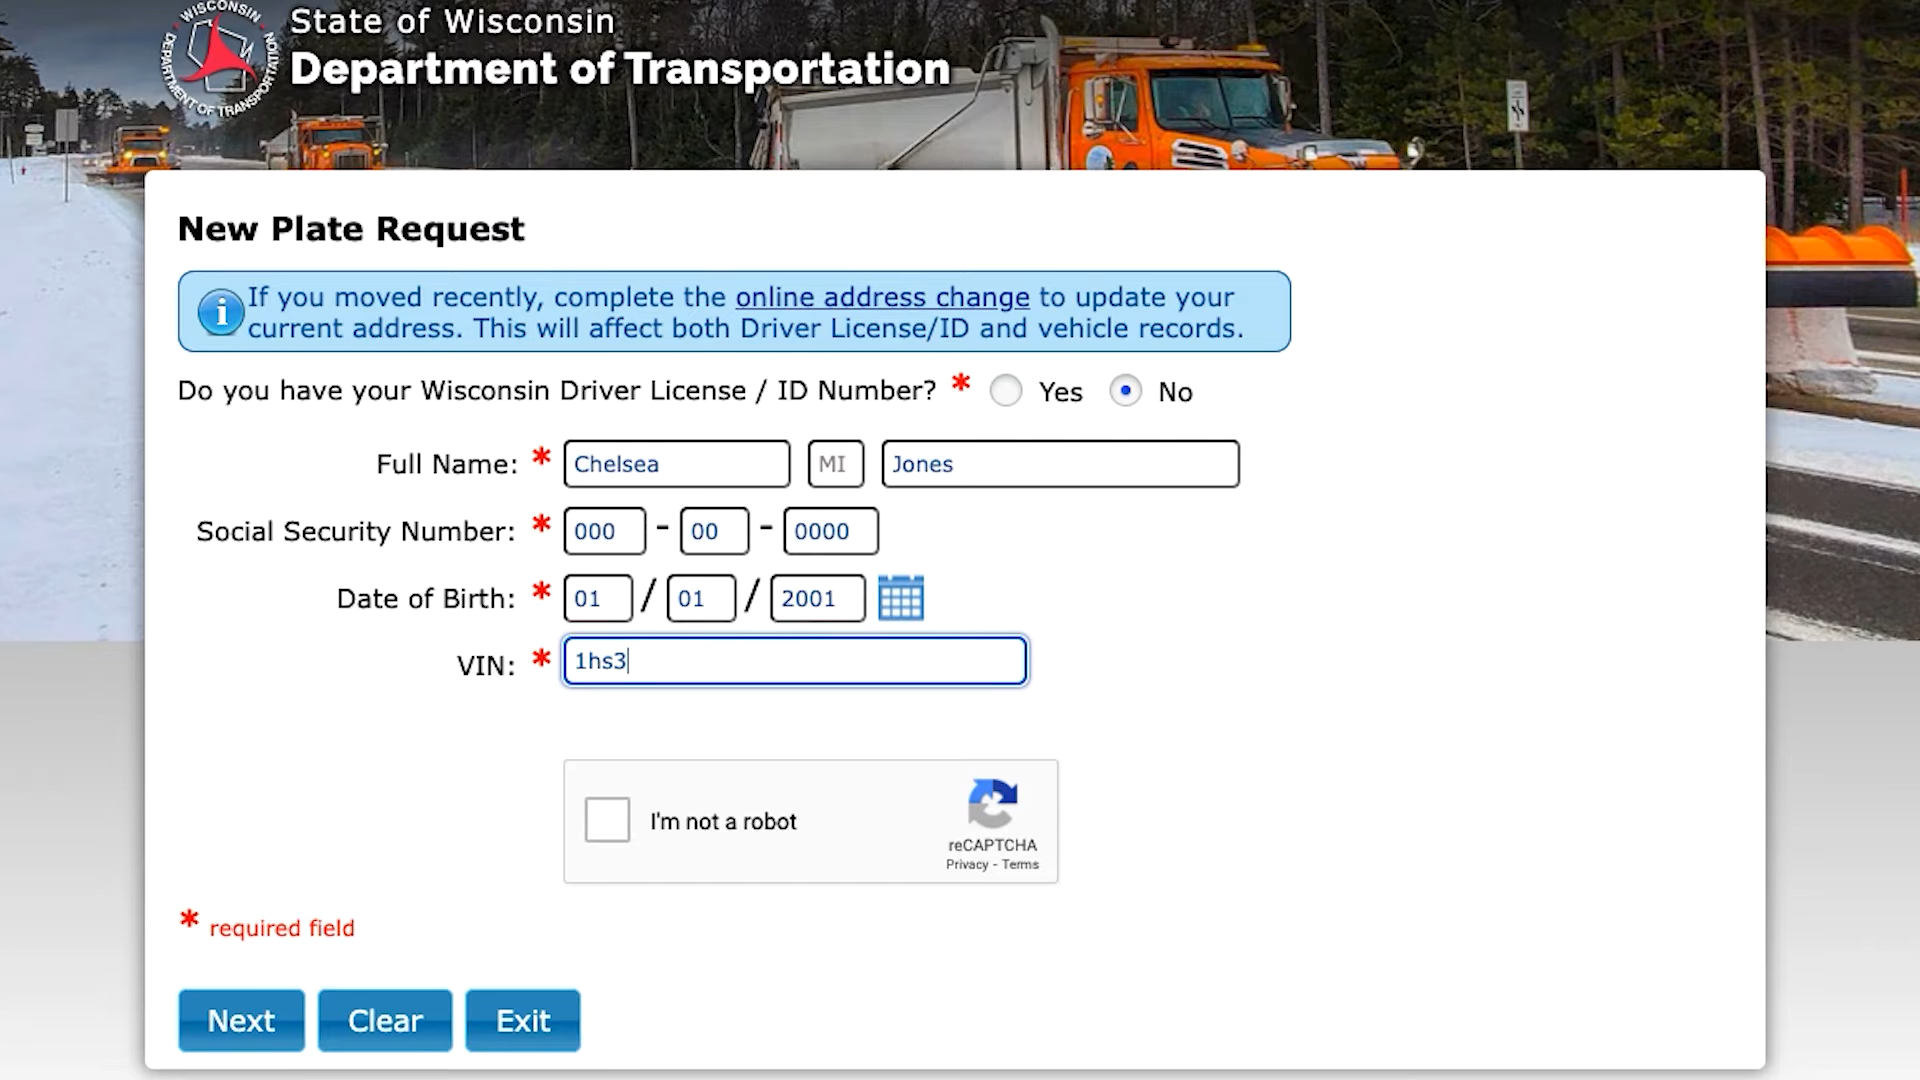 WISCONSIN
DEPARTMENT OF TRANSPORTATION
State of Wisconsin
Department of Transportation
New Plate Request
i
If you moved recently, complete the online address change to update your
current address. This will affect both Driver License/ID and vehicle records.
Do you have your Wisconsin Driver License / ID Number? * Yes No
Full Name: * Chelsea MI Jones
Social Security Number: * 000 - 00 - 0000
Date of Birth: * 01 / 01 / 2001
VIN: * 1hs3
I'm not a robot
reCAPTCHA
Privacy - Terms
* required field
Next Clear Exit